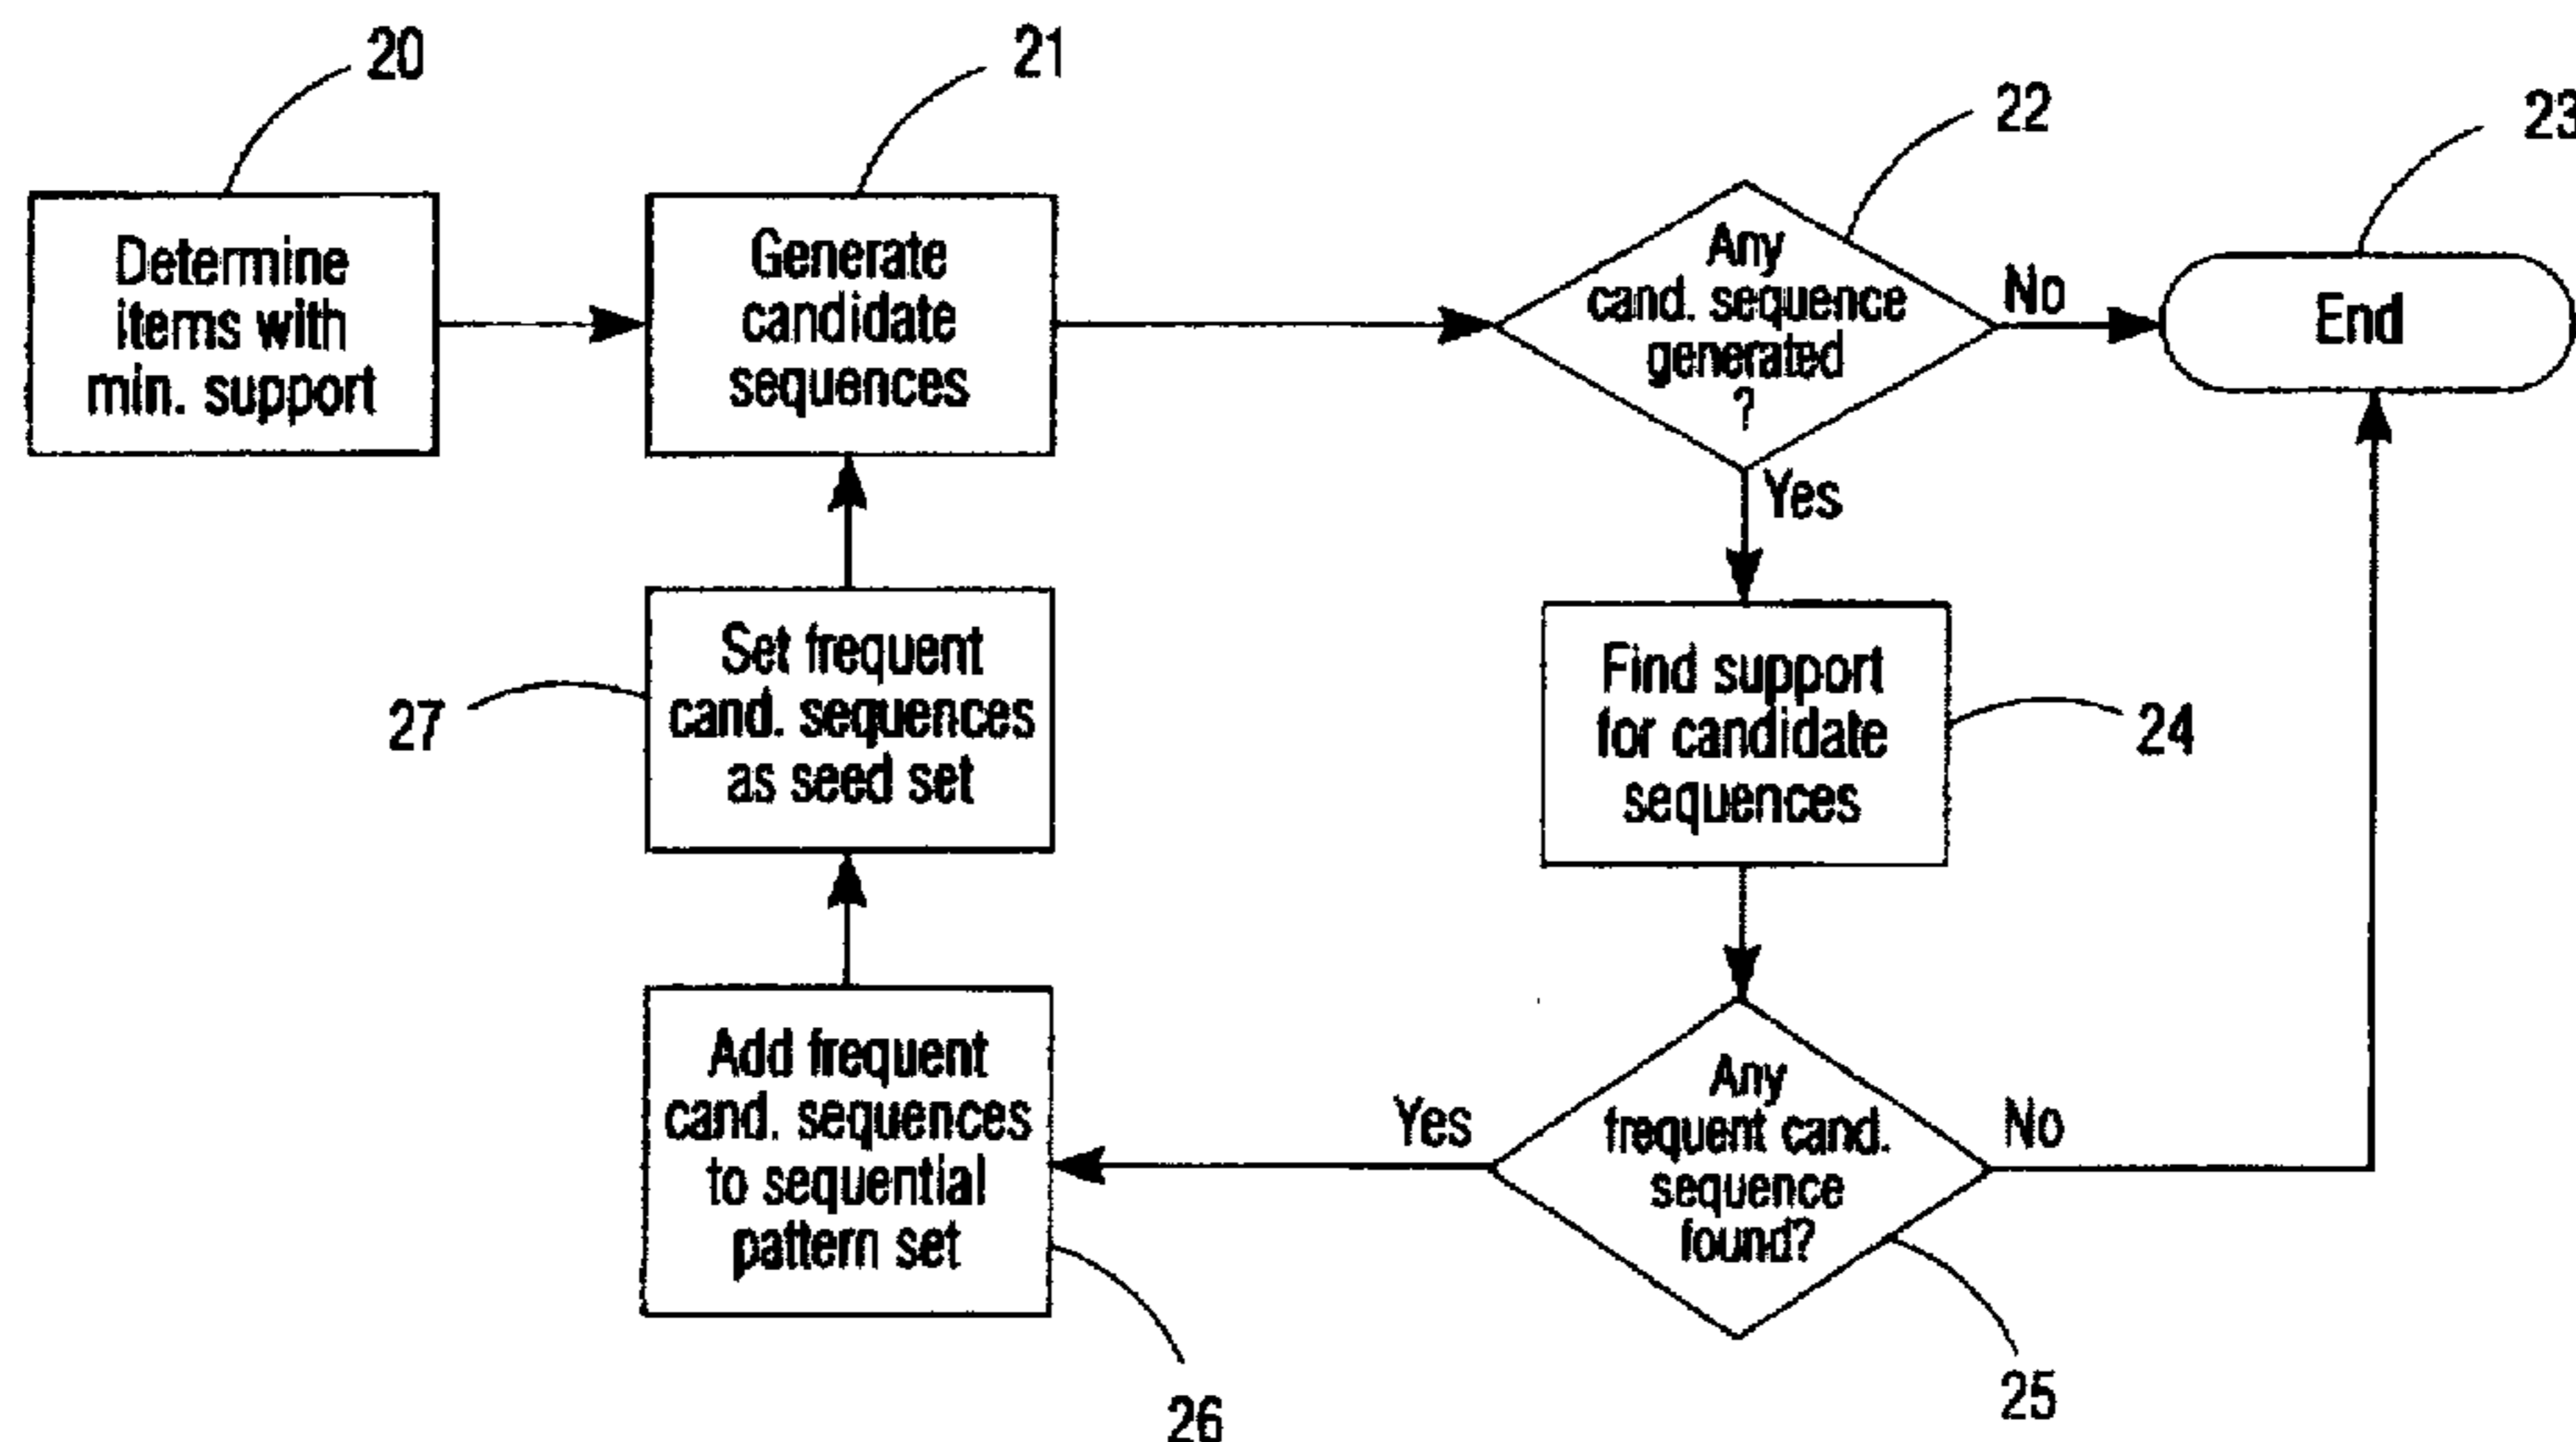 20
21
22
23
Determine
items with
min. support
Generate
candidate
sequences
Any
cand. sequence
generated
?
No
End
Yes
Set frequent
cand. sequences
as seed set
27
Find support
for candidate
sequences
24
Add frequent
cand. sequences
to sequential
pattern set
Yes
Any
frequent cand.
sequence
found?
No
26
25